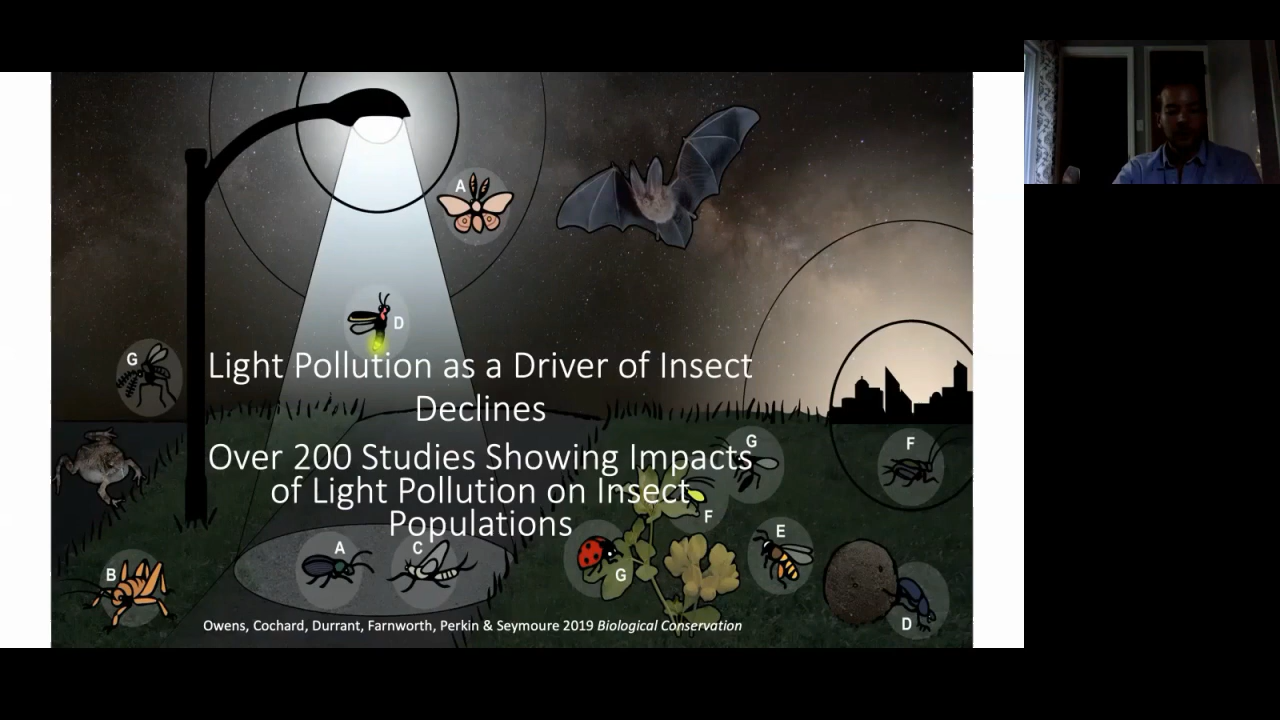 A
D
G
Light Pollution as a Driver of Insect
Declines
Over 200 Studies Showing Impacts
of Light Pollution on Insect
Populations
G
F
F
E
A
C
B
G
D
Owens, Cochard, Durrant, Farnworth, Perkin & Seymoure 2019 Biological Conservation